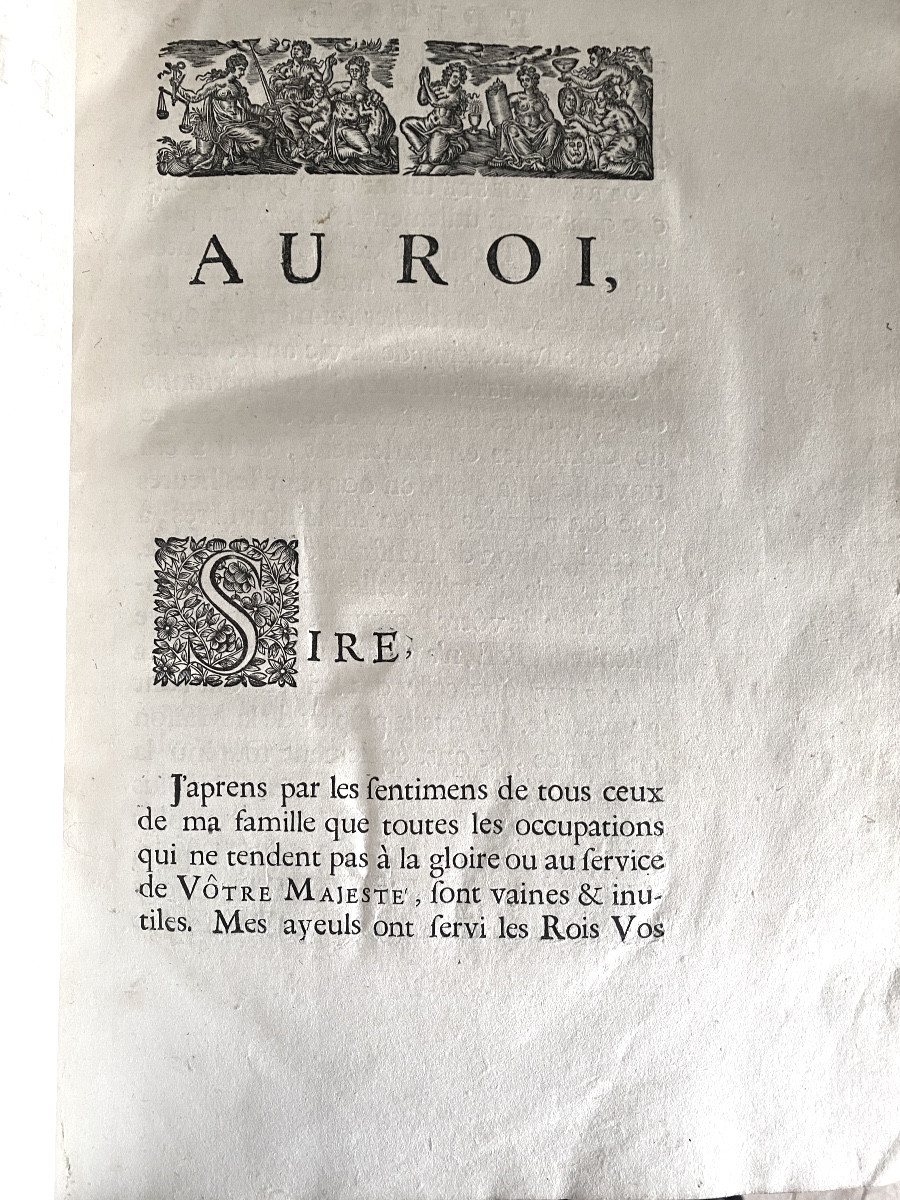 AU ROI,
SIRE,
J'aprens par les ſentimens de tous ceux
de ma famille que toutes les occupations
qui ne tendent pas à la gloire ou au ſervice
de VÔTRE MAJESTE', ſont vaines & inu-
tiles. Mes ayeuls ont ſervi les Rois Vos